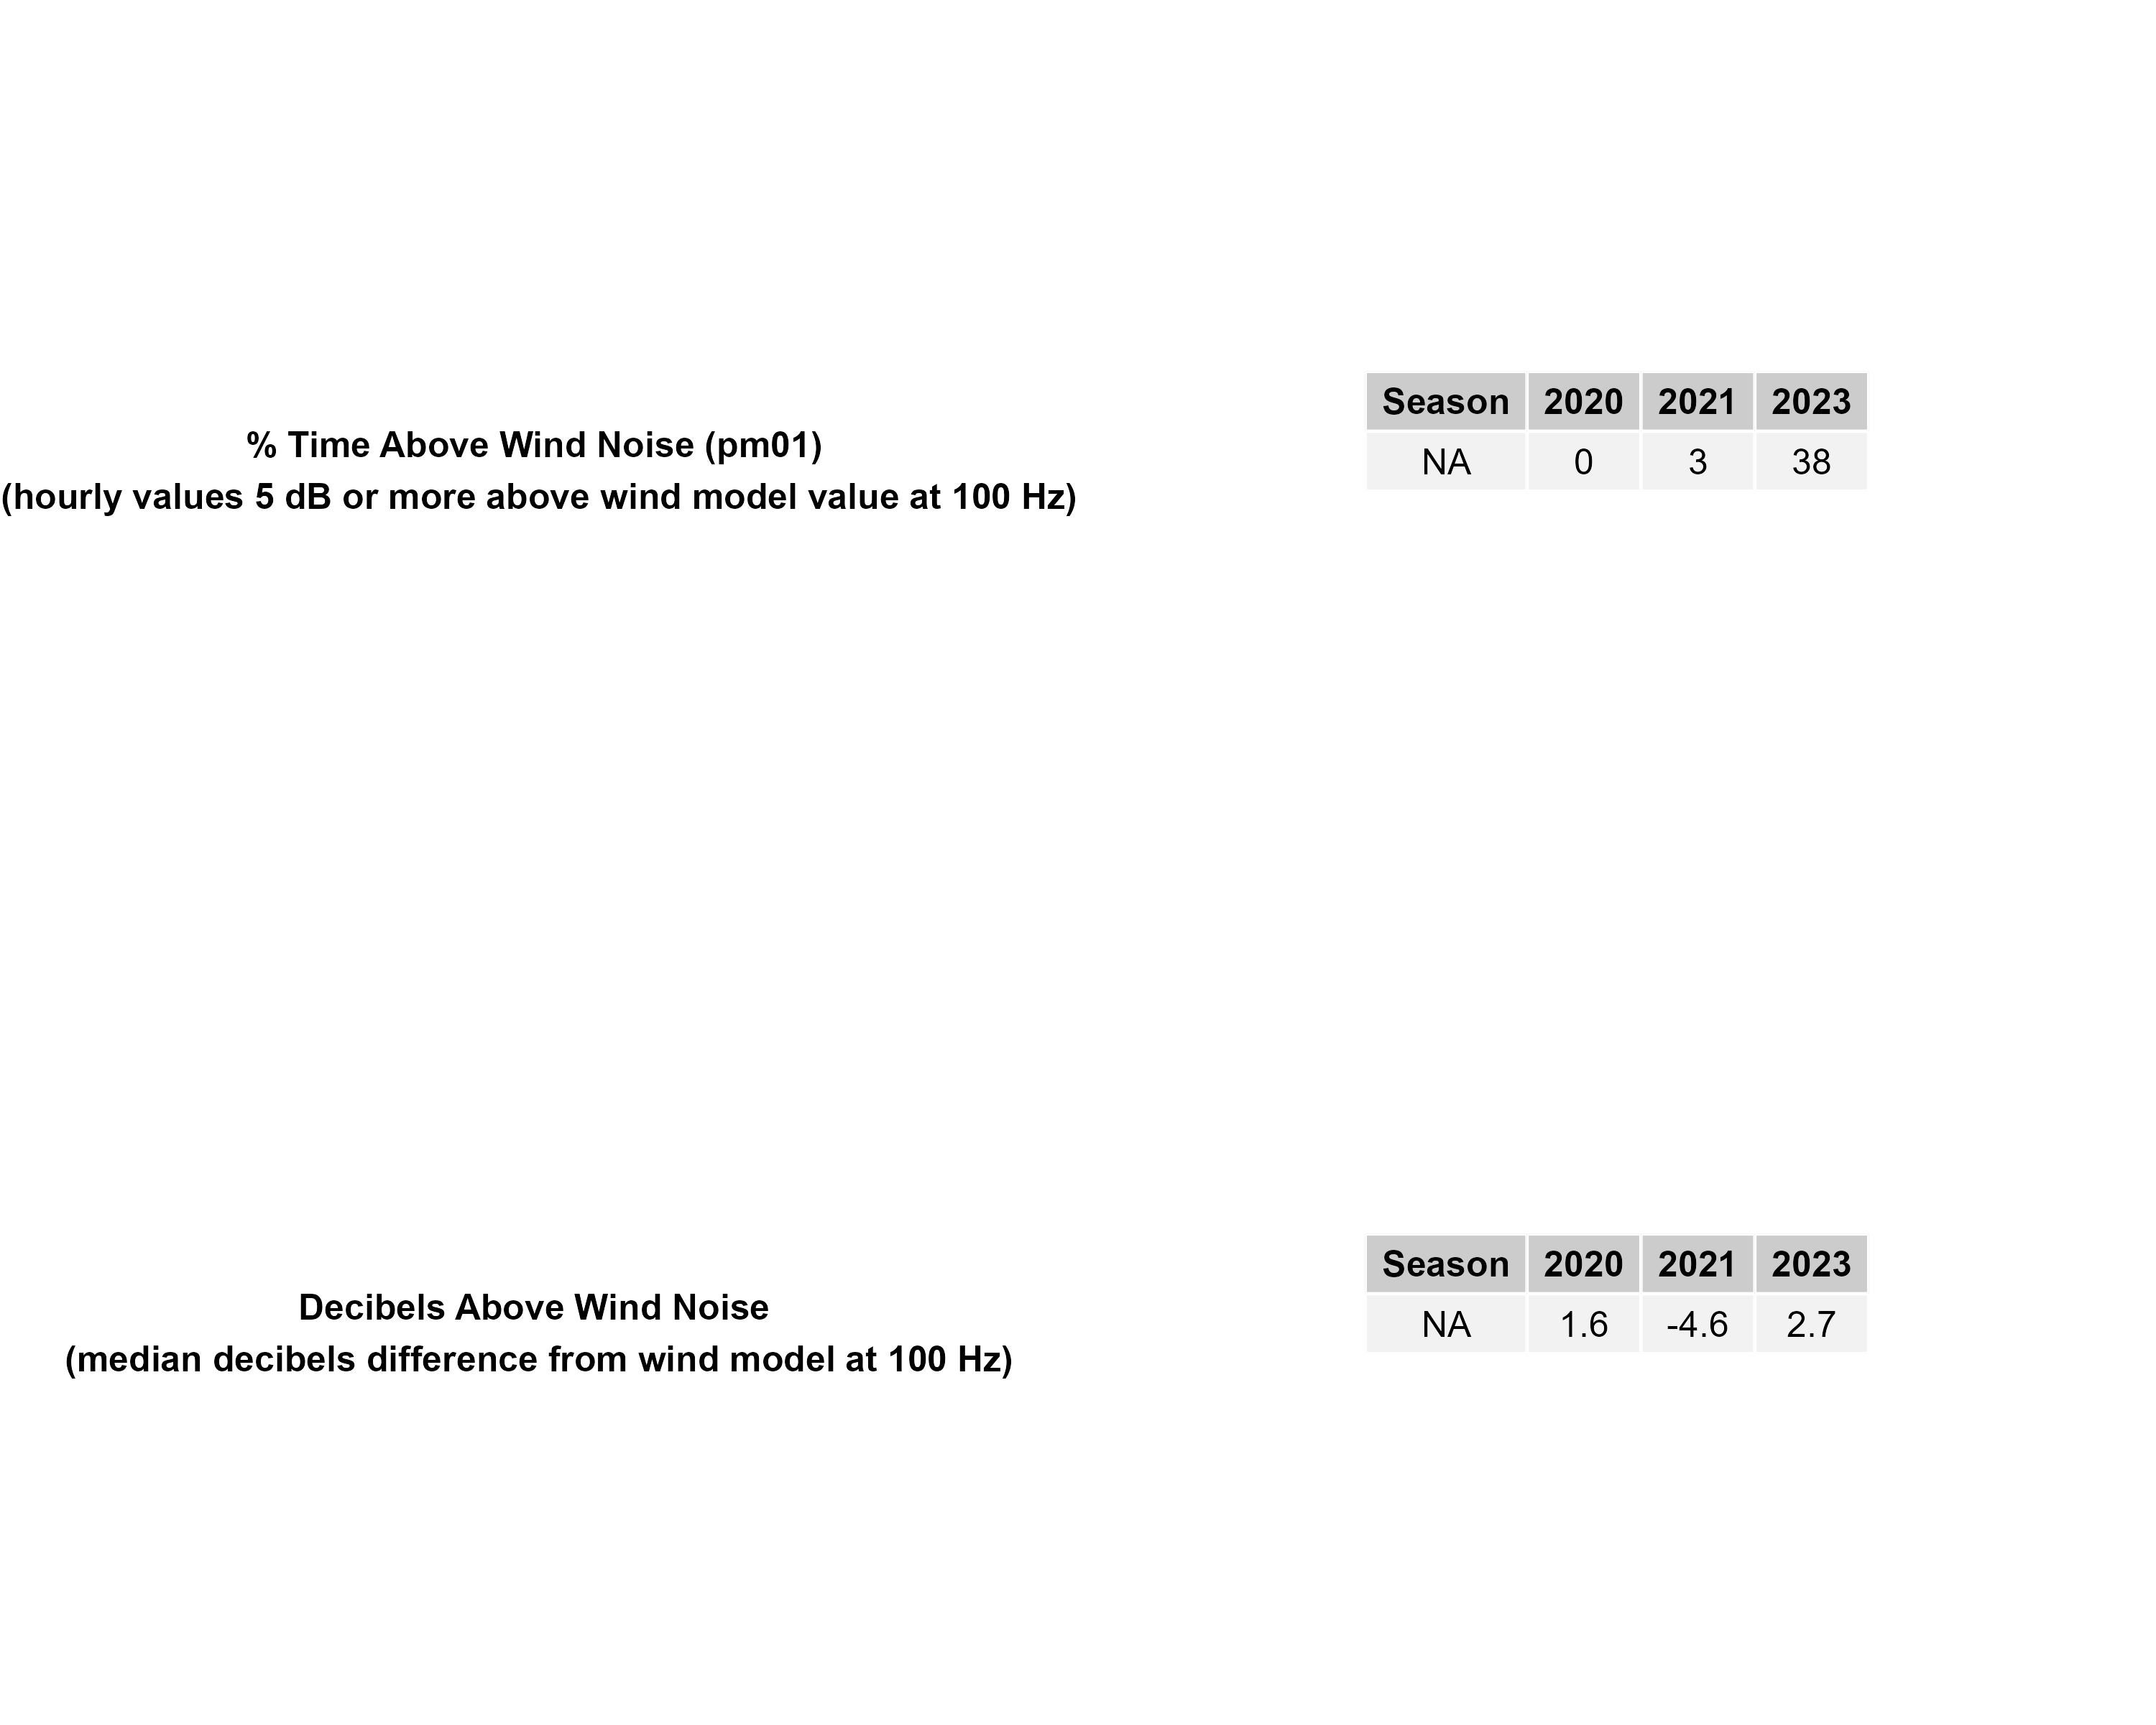 % Time Above Wind Noise (pm01)
(hourly values 5 dB or more above wind model value at 100 Hz)
Season 2020 2021 2023
NA 0 3 38
Decibels Above Wind Noise
(median decibels difference from wind model at 100 Hz)
Season 2020 2021 2023
NA 1.6 -4.6 2.7